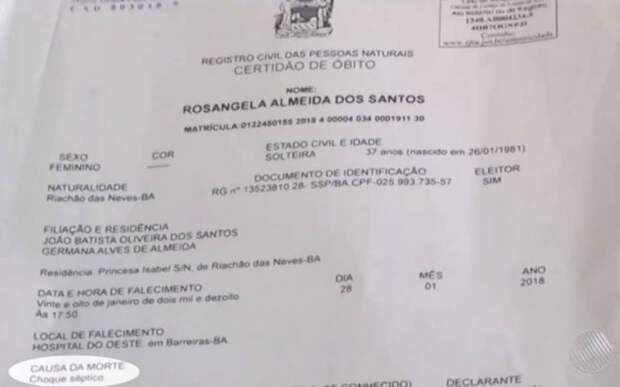 CAD 503018-9
REGISTRO CIVIL DAS PESSOAS NATURAIS
CERTIDÃO DE ÓBITO
NOME:
ROSANGELA ALMEIDA DOS SANTOS
MATRÍCULA:0122450155 2018 4 00004 034 0001911 30
SEXO COR ESTADO CIVIL E IDADE
FEMININO SOLTEIRA 37 anos (nascido em 26/01/1981)
NATURALIDADE DOCUMENTO DE IDENTIFICAÇÃO ELEITOR
Riachão das Neves-BA RG nº 13523810 28- SSP/BA,CPF-025.993.735-57 SIM
FILIAÇÃO E RESIDÊNCIA
JOÃO BATISTA OLIVEIRA DOS SANTOS
GERMANA ALVES DE ALMEIDA
Residência: Princesa Isabel S/N, de Riachão das Neves-BA
DATA E HORA DE FALECIMENTO DIA MÊS ANO
Vinte e oito de janeiro de dois mil e dezoito 28 01 2018
Às 17:50.
LOCAL DE FALECIMENTO
HOSPITAL DO OESTE, em Barreiras-BA
CAUSA DA MORTE
Choque séptico
CONHECIDO) DECLARANTE